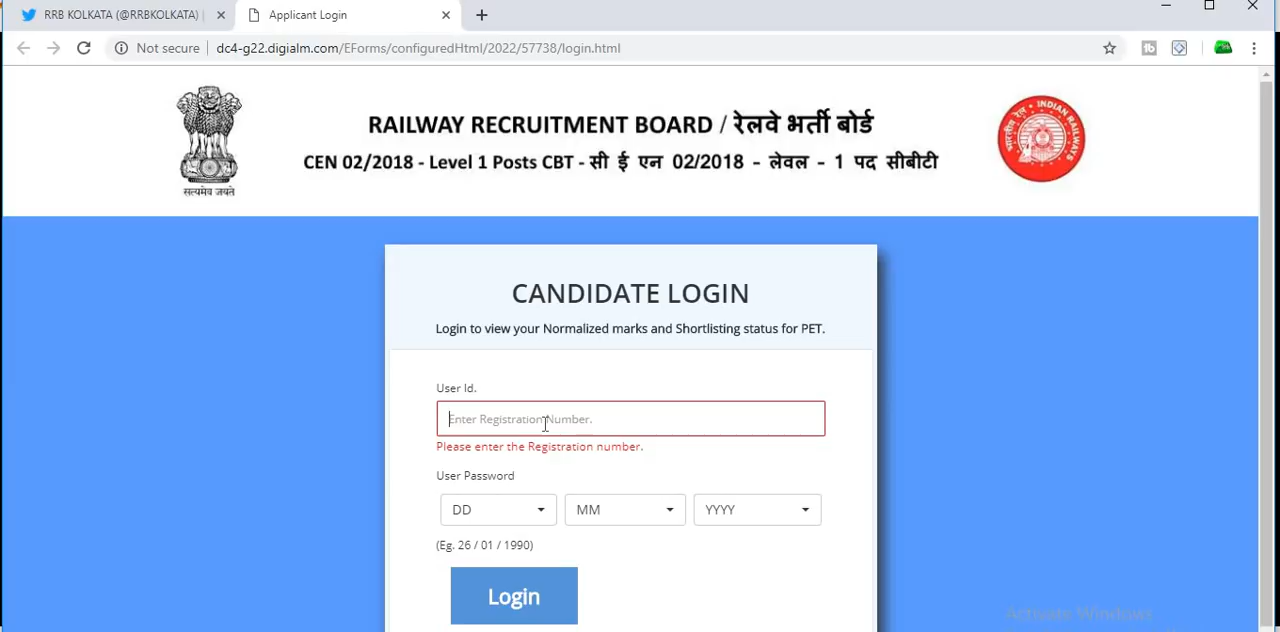 RRB KOLKATA (@RRBKOLKATA) |
Applicant Login
Not secure | dc4-g22.digialm.com/EForms/configuredHtml/2022/57738/login.html
सत्यमेव जयते
RAILWAY RECRUITMENT BOARD / रेलवे भर्ती बोर्ड
CEN 02/2018 - Level 1 Posts CBT - सी ई एन 02/2018 - लेवल - 1 पद सीबीटी
भारतीय रेल INDIAN RAILWAYS
CANDIDATE LOGIN
Login to view your Normalized marks and Shortlisting status for PET.
User Id.
Enter Registration Number.
Please enter the Registration number.
User Password
DD MM YYYY
(Eg. 26 / 01 / 1990)
Login
Activate Windows